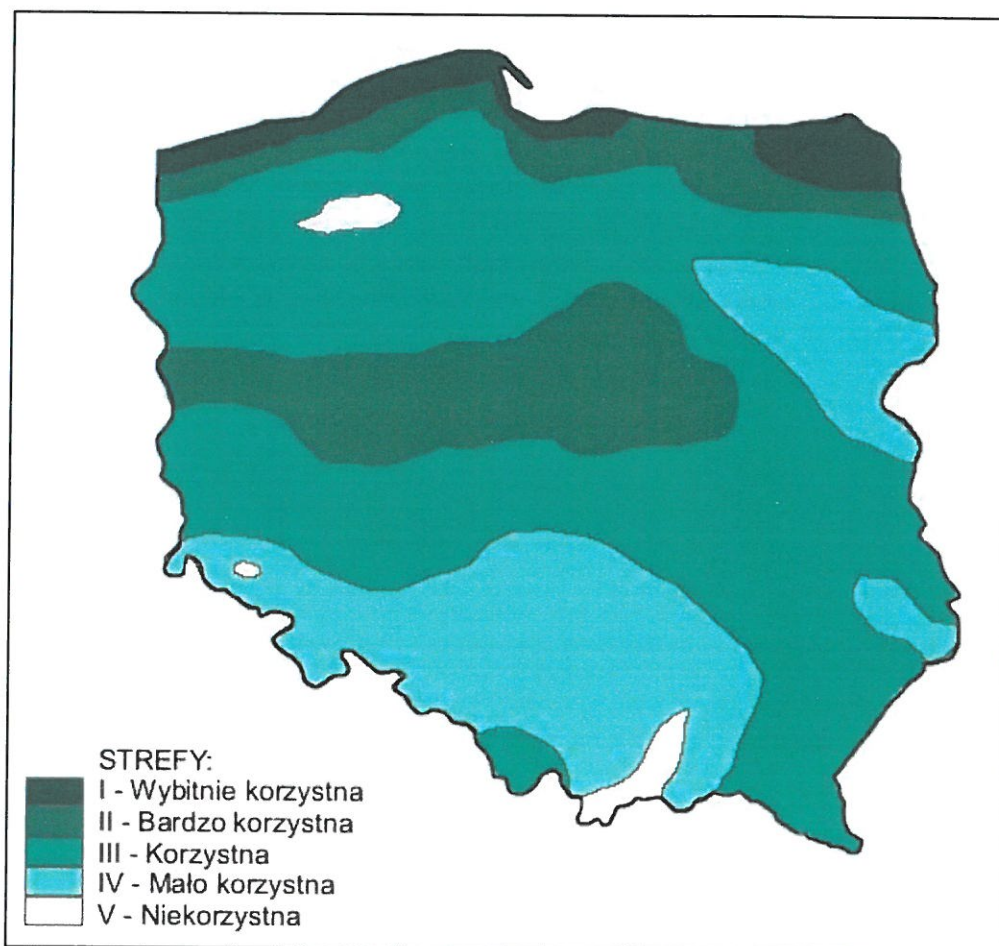 STREFY:
I - Wybitnie korzystna
II - Bardzo korzystna
III - Korzystna
IV - Mało korzystna
V - Niekorzystna